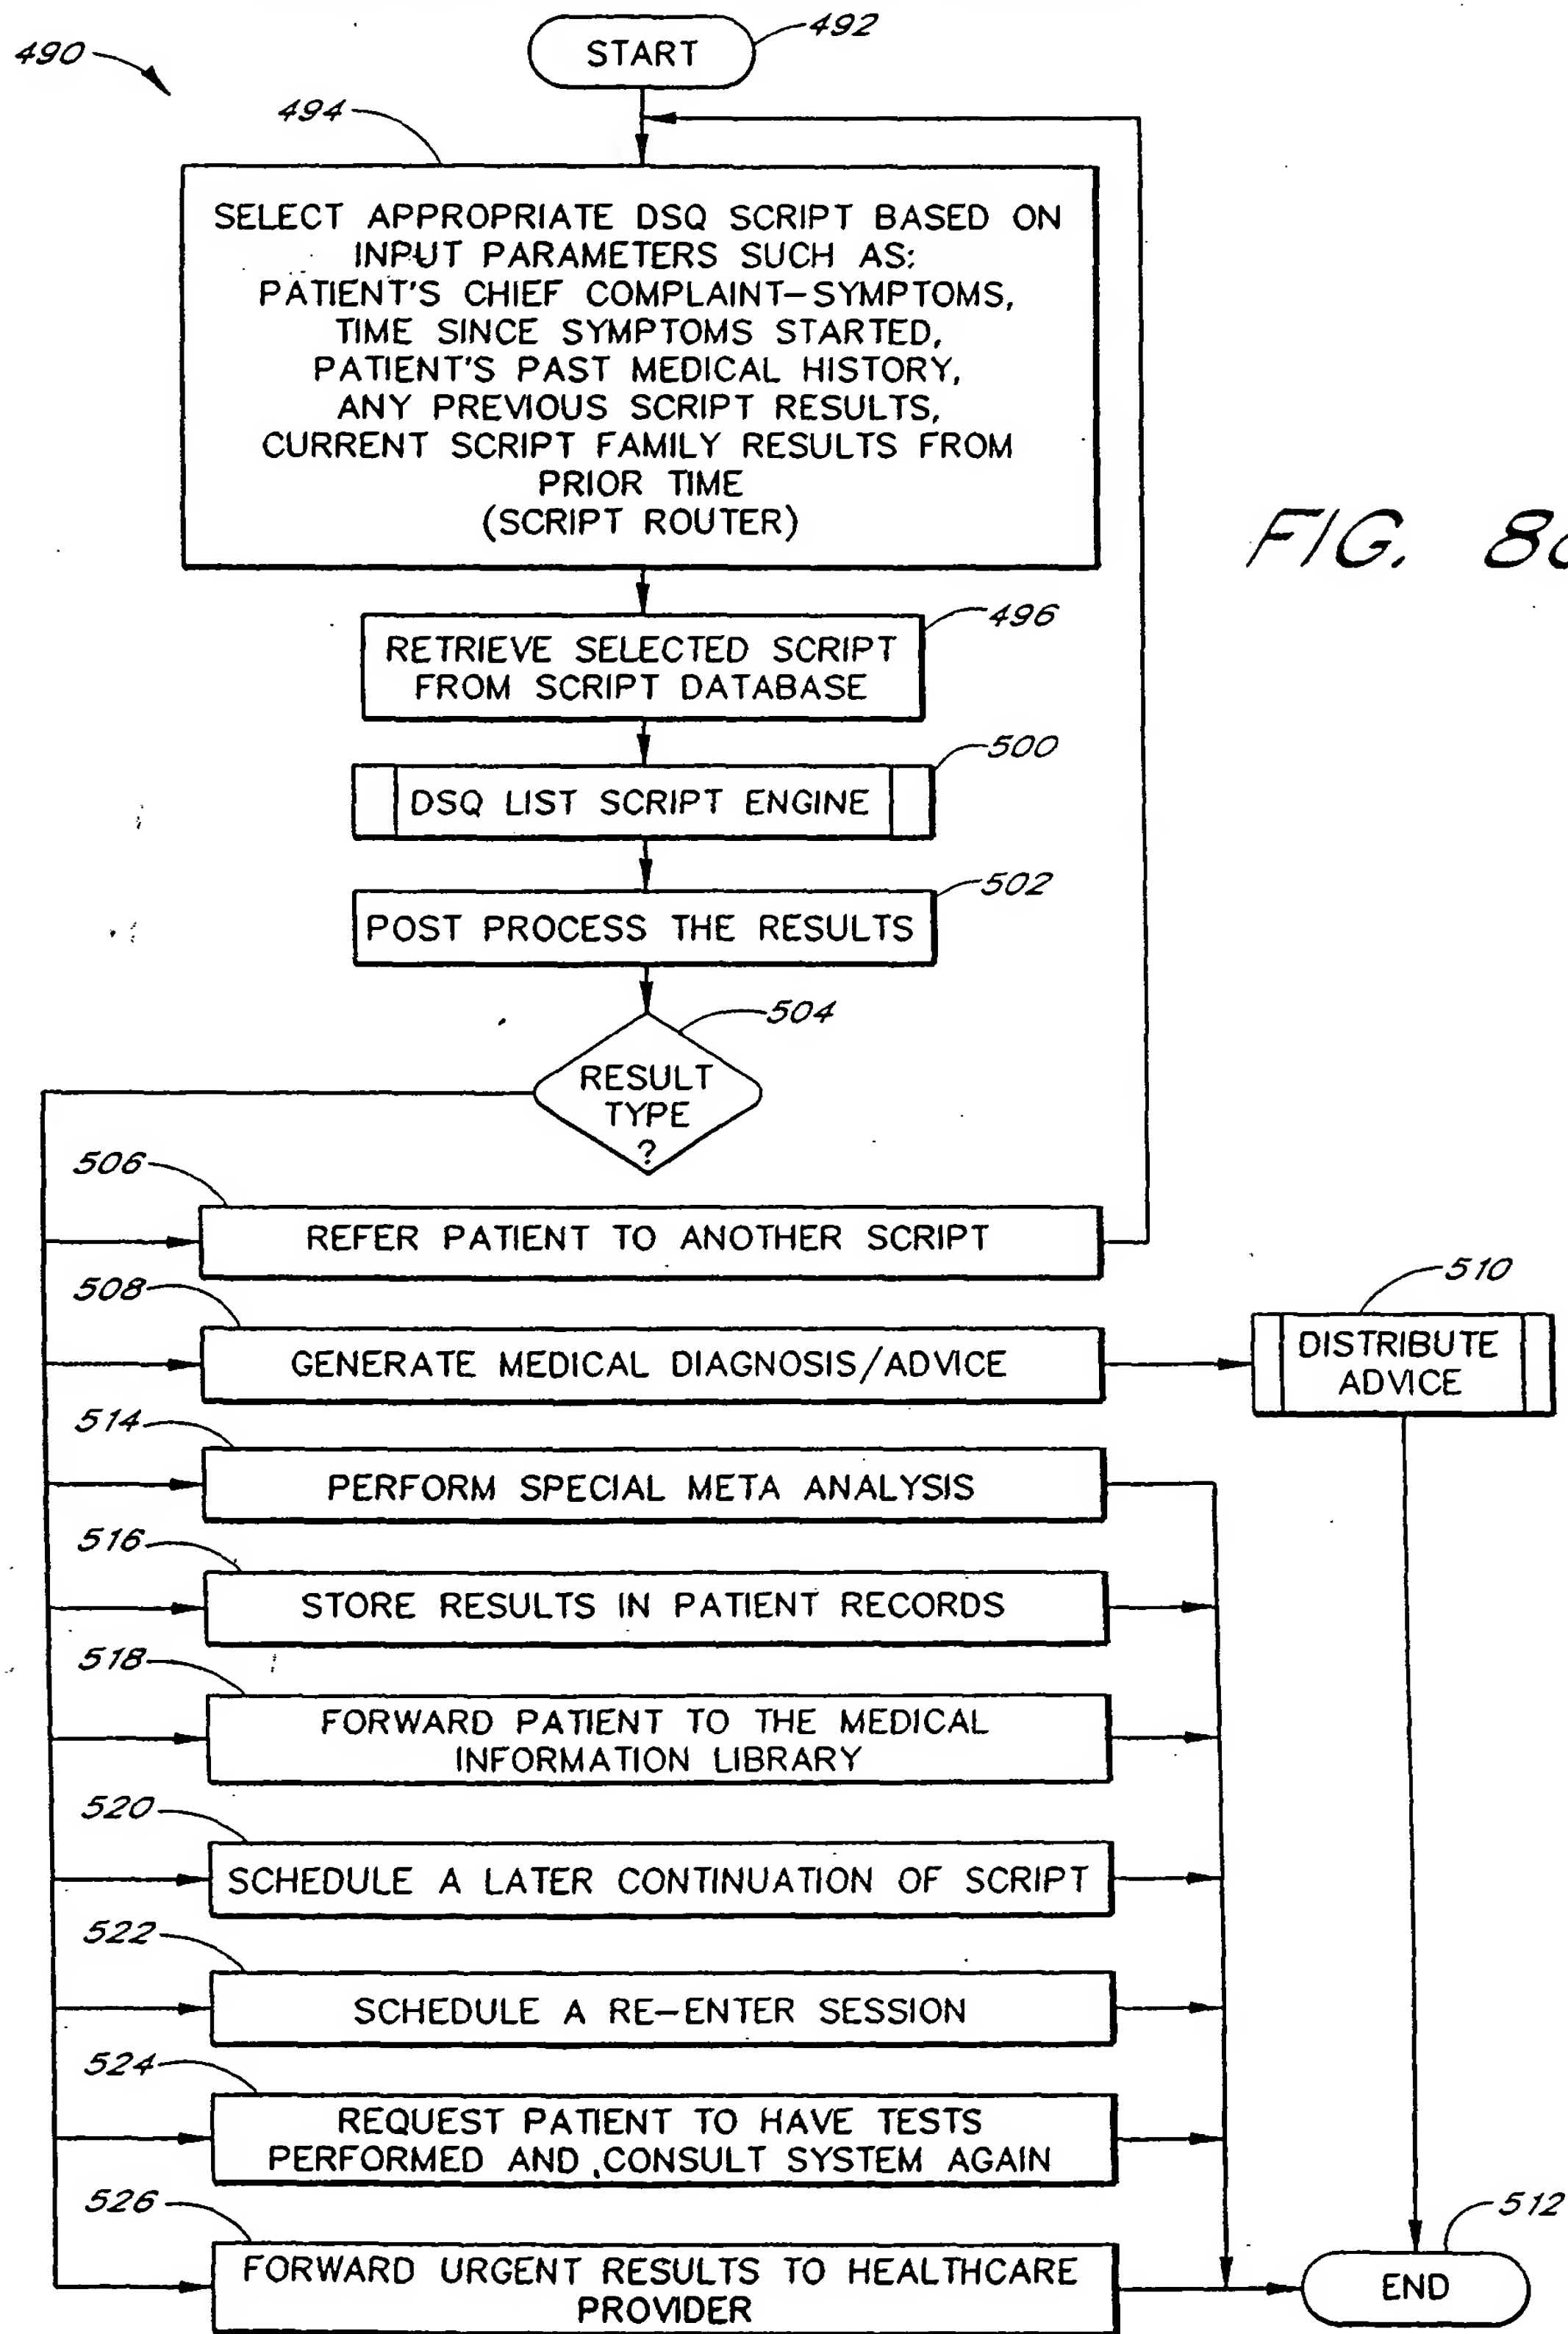 490
START
492
494
SELECT APPROPRIATE DSQ SCRIPT BASED ON
INPUT PARAMETERS SUCH AS:
PATIENT'S CHIEF COMPLAINT-SYMPTOMS,
TIME SINCE SYMPTOMS STARTED,
PATIENT'S PAST MEDICAL HISTORY,
ANY PREVIOUS SCRIPT RESULTS,
CURRENT SCRIPT FAMILY RESULTS FROM
PRIOR TIME
(SCRIPT ROUTER)
FIG. 8
496
RETRIEVE SELECTED SCRIPT
FROM SCRIPT DATABASE
500
DSQ LIST SCRIPT ENGINE
502
POST PROCESS THE RESULTS
504
RESULT
TYPE
?
506
REFER PATIENT TO ANOTHER SCRIPT
508
GENERATE MEDICAL DIAGNOSIS/ADVICE
510
DISTRIBUTE
ADVICE
514
PERFORM SPECIAL META ANALYSIS
516
STORE RESULTS IN PATIENT RECORDS
518
FORWARD PATIENT TO THE MEDICAL
INFORMATION LIBRARY
520
SCHEDULE A LATER CONTINUATION OF SCRIPT
522
SCHEDULE A RE-ENTER SESSION
524
REQUEST PATIENT TO HAVE TESTS
PERFORMED AND CONSULT SYSTEM AGAIN
526
FORWARD URGENT RESULTS TO HEALTHCARE
PROVIDER
512
END